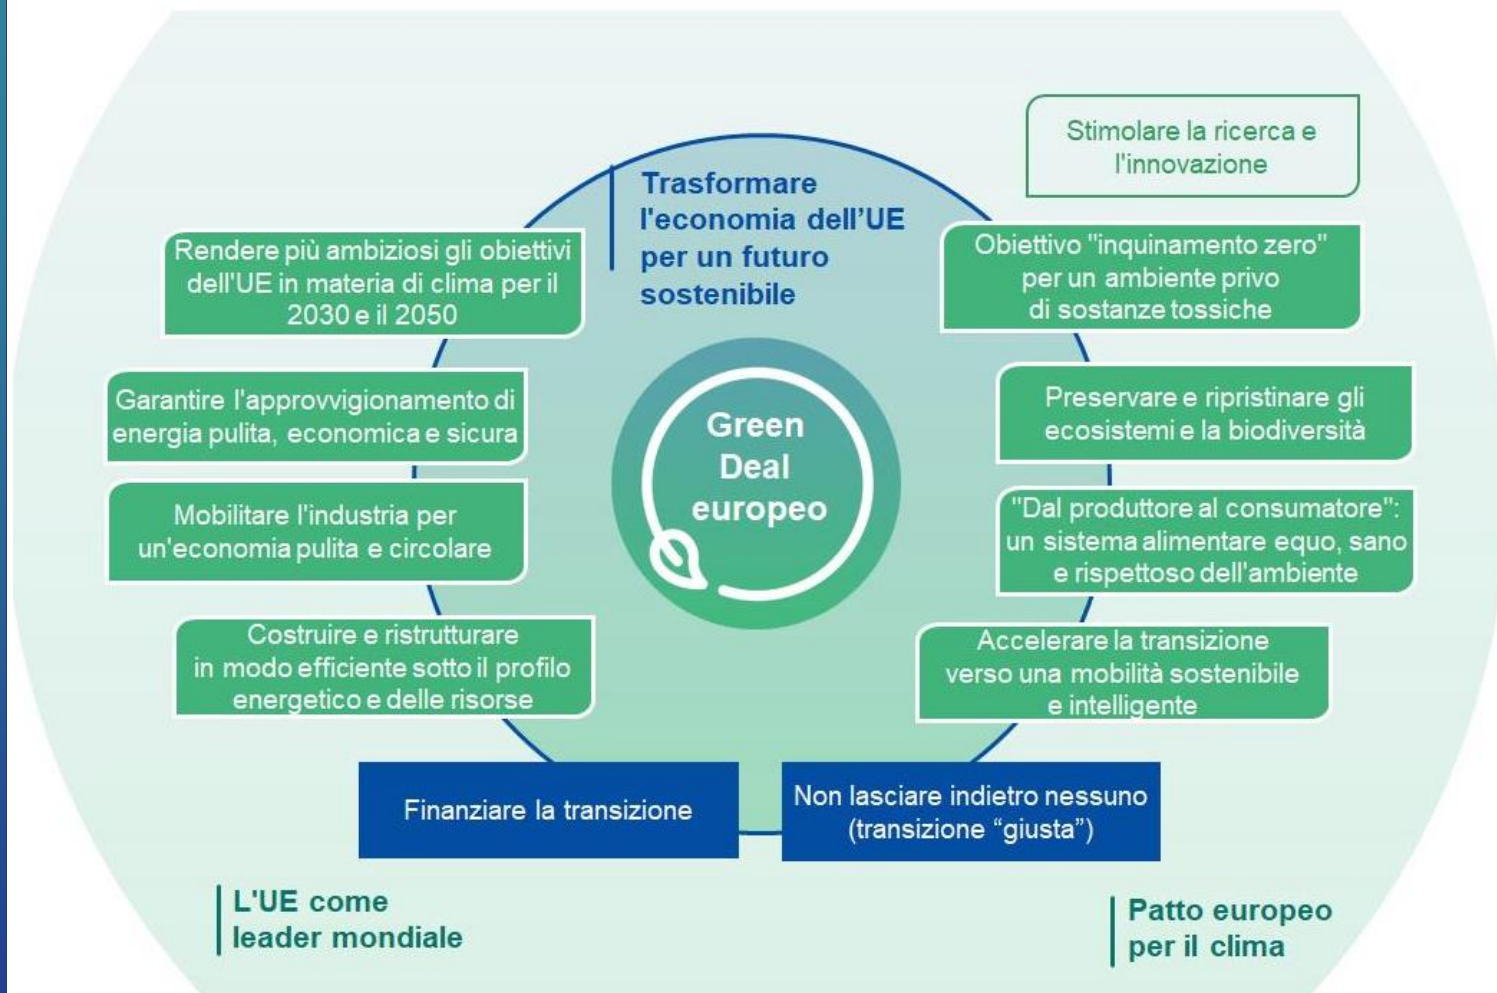 Stimolare la ricerca e
l'innovazione
Trasformare
l'economia dell’UE
per un futuro
sostenibile
Rendere più ambiziosi gli obiettivi
dell'UE in materia di clima per il
2030 e il 2050
Obiettivo "inquinamento zero"
per un ambiente privo
di sostanze tossiche
Garantire l'approvvigionamento di
energia pulita, economica e sicura
Preservare e ripristinare gli
ecosistemi e la biodiversità
Green
Deal
europeo
Mobilitare l'industria per
un'economia pulita e circolare
"Dal produttore al consumatore":
un sistema alimentare equo, sano
e rispettoso dell'ambiente
Costruire e ristrutturare
in modo efficiente sotto il profilo
energetico e delle risorse
Accelerare la transizione
verso una mobilità sostenibile
e intelligente
Finanziare la transizione
Non lasciare indietro nessuno
(transizione “giusta”)
L'UE come
leader mondiale
Patto europeo
per il clima